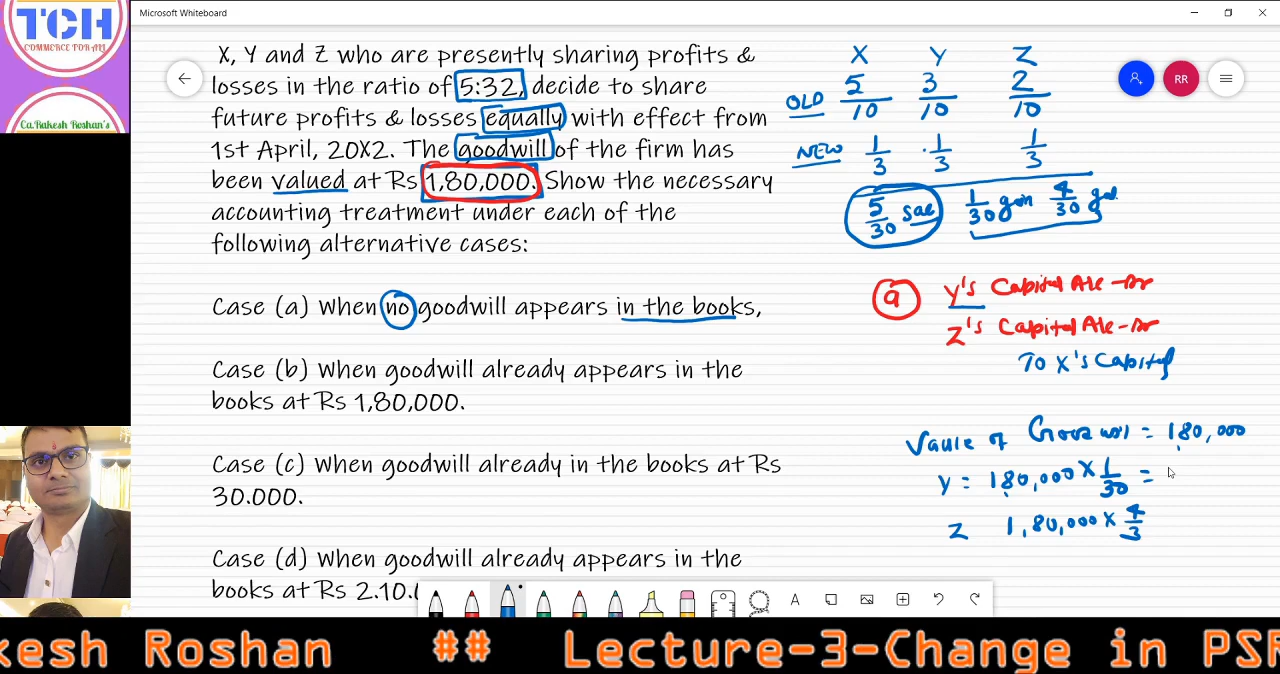 Microsoft Whiteboard
TCH
COMMERCE FOR ALL
Ca.Rakesh Roshan's
X, Y and Z who are presently sharing profits &
losses in the ratio of 5:32, decide to share
future profits & losses equally with effect from
1st April, 20X2. The goodwill of the firm has
been valued at Rs 1,80,000. Show the necessary
accounting treatment under each of the
following alternative cases:
Case (a) When no goodwill appears in the books,
Case (b) When goodwill already appears in the
books at Rs 1,80,000.
Case (c) When goodwill already in the books at Rs
30.000.
Case (d) When goodwill already appears in the
books at Rs 2.10.
X Y Z
OLD 5/10 3/10 2/10
NEW 1/3 1/3 1/3
5/30 sac 1/30 gain 4/30
a Y's Capital A/c - Dr
Z's Capital A/c - Dr
To X's Capital
Vaule of Goodwill = 180,000
Y = 180,000 X 1/30 =
Z 1,80,000 X 4/3
RR
A
kesh Roshan ## Lecture-3-Change in PSR